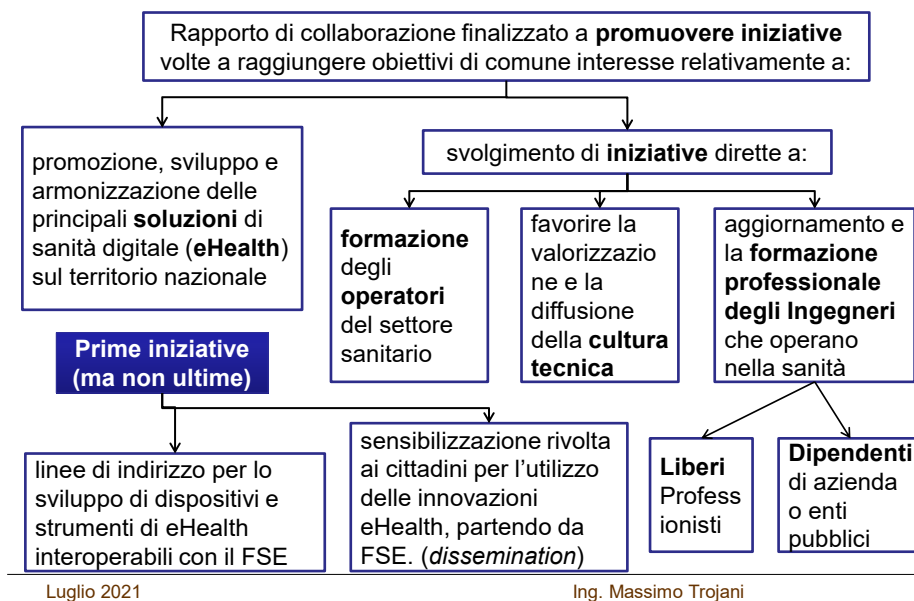 Rapporto di collaborazione finalizzato a promuovere iniziative
volte a raggiungere obiettivi di comune interesse relativamente a:
promozione, sviluppo e
armonizzazione delle
principali soluzioni di
sanità digitale (eHealth)
sul territorio nazionale
svolgimento di iniziative dirette a:
formazione
degli
operatori
del settore
sanitario
favorire la
valorizzazio
ne e la
diffusione
della cultura
tecnica
aggiornamento e
la formazione
professionale
degli Ingegneri
che operano
nella sanità
Prime iniziative
(ma non ultime)
linee di indirizzo per lo
sviluppo di dispositivi e
strumenti di eHealth
interoperabili con il FSE
sensibilizzazione rivolta
ai cittadini per l’utilizzo
delle innovazioni
eHealth, partendo da
FSE. (dissemination)
Liberi
Profess
ionisti
Dipendenti
di azienda
o enti
pubblici
Luglio 2021
Ing. Massimo Trojani